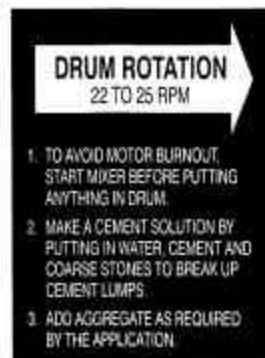 DRUM ROTATION
22 TO 25 RPM
1. TO AVOID MOTOR BURNOUT,
START MIXER BEFORE PUTTING
ANYTHING IN DRUM.
2. MAKE A CEMENT SOLUTION BY
PUTTING IN WATER, CEMENT AND
COARSE STONES TO BREAK UP
CEMENT LUMPS.
3. ADD AGGREGATE AS REQUIRED
BY THE APPLICATION.